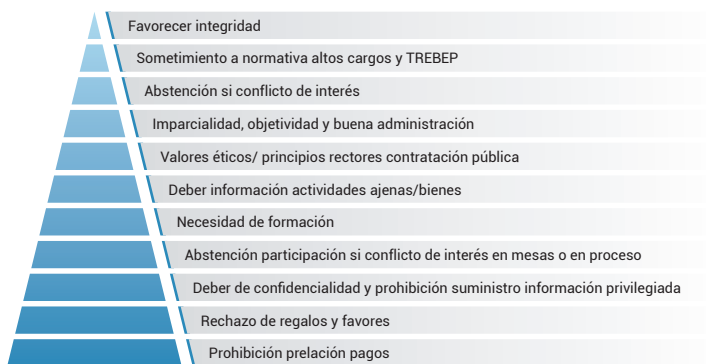 Favorecer integridad
Sometimiento a normativa altos cargos y TREBEP
Abstención si conflicto de interés
Imparcialidad, objetividad y buena administración
Valores éticos/ principios rectores contratación pública
Deber información actividades ajenas/bienes
Necesidad de formación
Abstención participación si conflicto de interés en mesas o en proceso
Deber de confidencialidad y prohibición suministro información privilegiada
Rechazo de regalos y favores
Prohibición prelación pagos